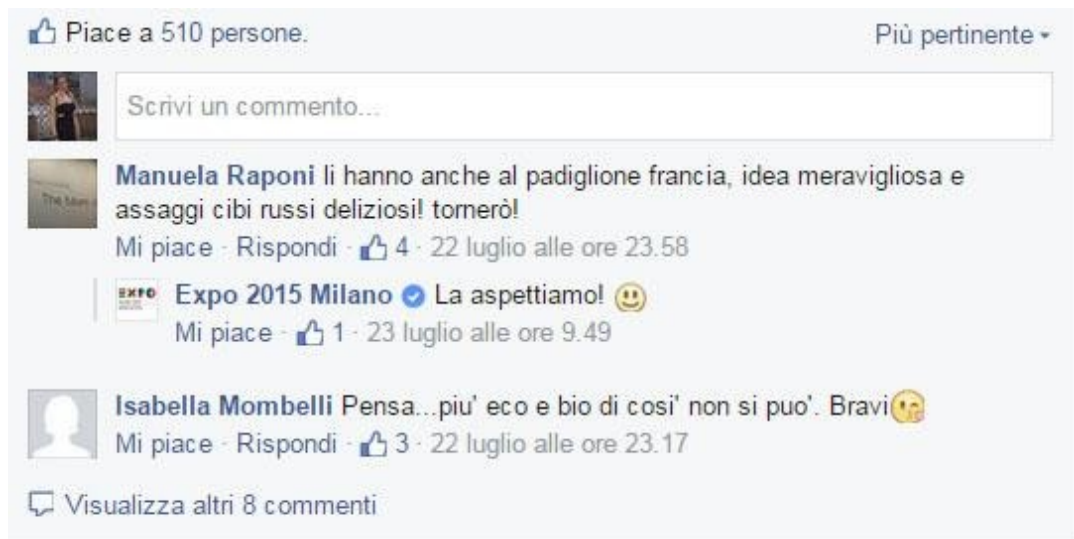 Piace a 510 persone.
Più pertinente
Scrivi un commento...
Manuela Raponi li hanno anche al padiglione francia, idea meravigliosa e
assaggi cibi russi deliziosi! tornerò!
Mi piace · Rispondi · 4 · 22 luglio alle ore 23.58
EXPO
Expo 2015 Milano La aspettiamo!
Mi piace · 1 · 23 luglio alle ore 9.49
Isabella Mombelli Pensa...piu' eco e bio di cosi' non si puo'. Bravi
Mi piace · Rispondi · 3 · 22 luglio alle ore 23.17
Visualizza altri 8 commenti